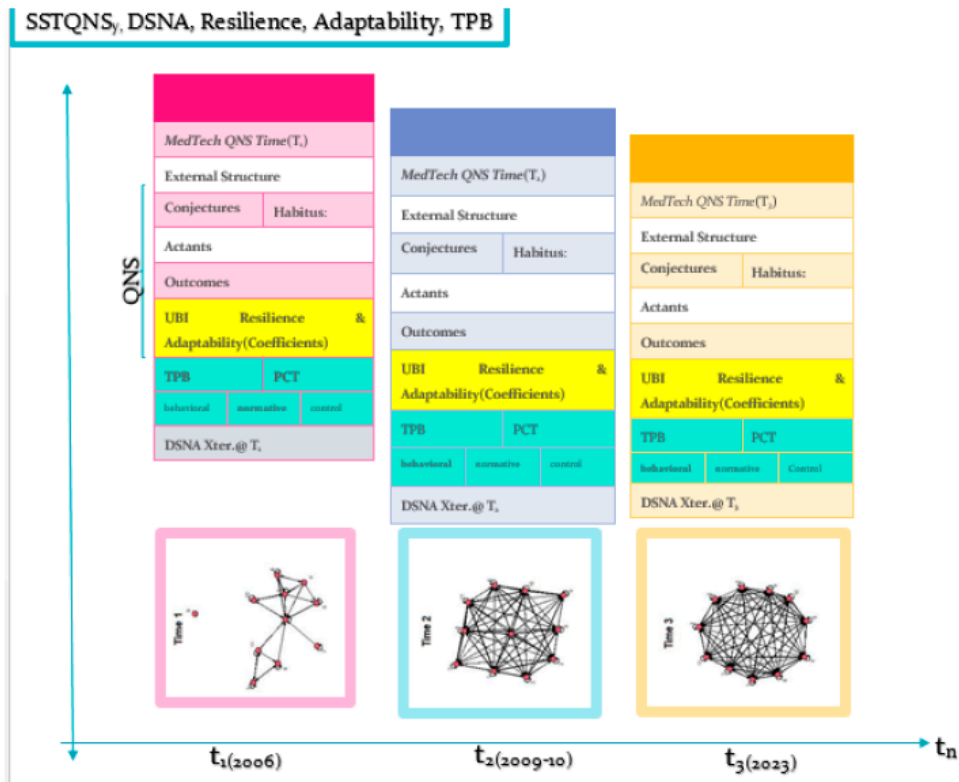 SSTQNSy, DSNA, Resilience, Adaptability, TPB
MedTech QNS Time(T1)
External Structure
Conjectures Habitus:
Actants
Outcomes
UBI Resilience &
Adaptability(Coefficients)
TPB PCT
behavioral normative control
DSNA Xter.@ T1
QNS
MedTech QNS Time(T2)
External Structure
Conjectures Habitus:
Actants
Outcomes
UBI Resilience &
Adaptability(Coefficients)
TPB PCT
behavioral normative control
DSNA Xter.@ T2
MedTech QNS Time(T3)
External Structure
Conjectures Habitus:
Actants
Outcomes
UBI Resilience &
Adaptability(Coefficients)
TPB PCT
behavioral normative Control
DSNA Xter.@ T3
Time 1
Time 2
Time 3
t1(2006)
t2(2009-10)
t3(2023)
tn